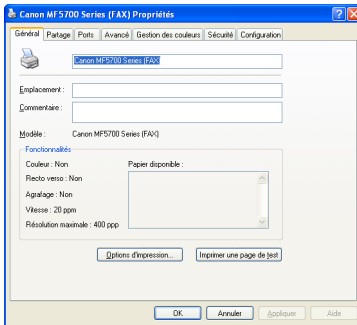 Canon MF5700 Series (FAX) Propriétés
Général Partage Ports Avancé Gestion des couleurs Sécurité Configuration
Canon MF5700 Series (FAX)
Emplacement :
Commentaire :
Modèle : Canon MF5700 Series (FAX)
Fonctionnalités
Couleur : Non Papier disponible :
Recto verso : Non
Agrafage : Non
Vitesse : 20 ppm
Résolution maximale : 400 ppp
Options d'impression... Imprimer une page de test
OK Annuler Appliquer Aide